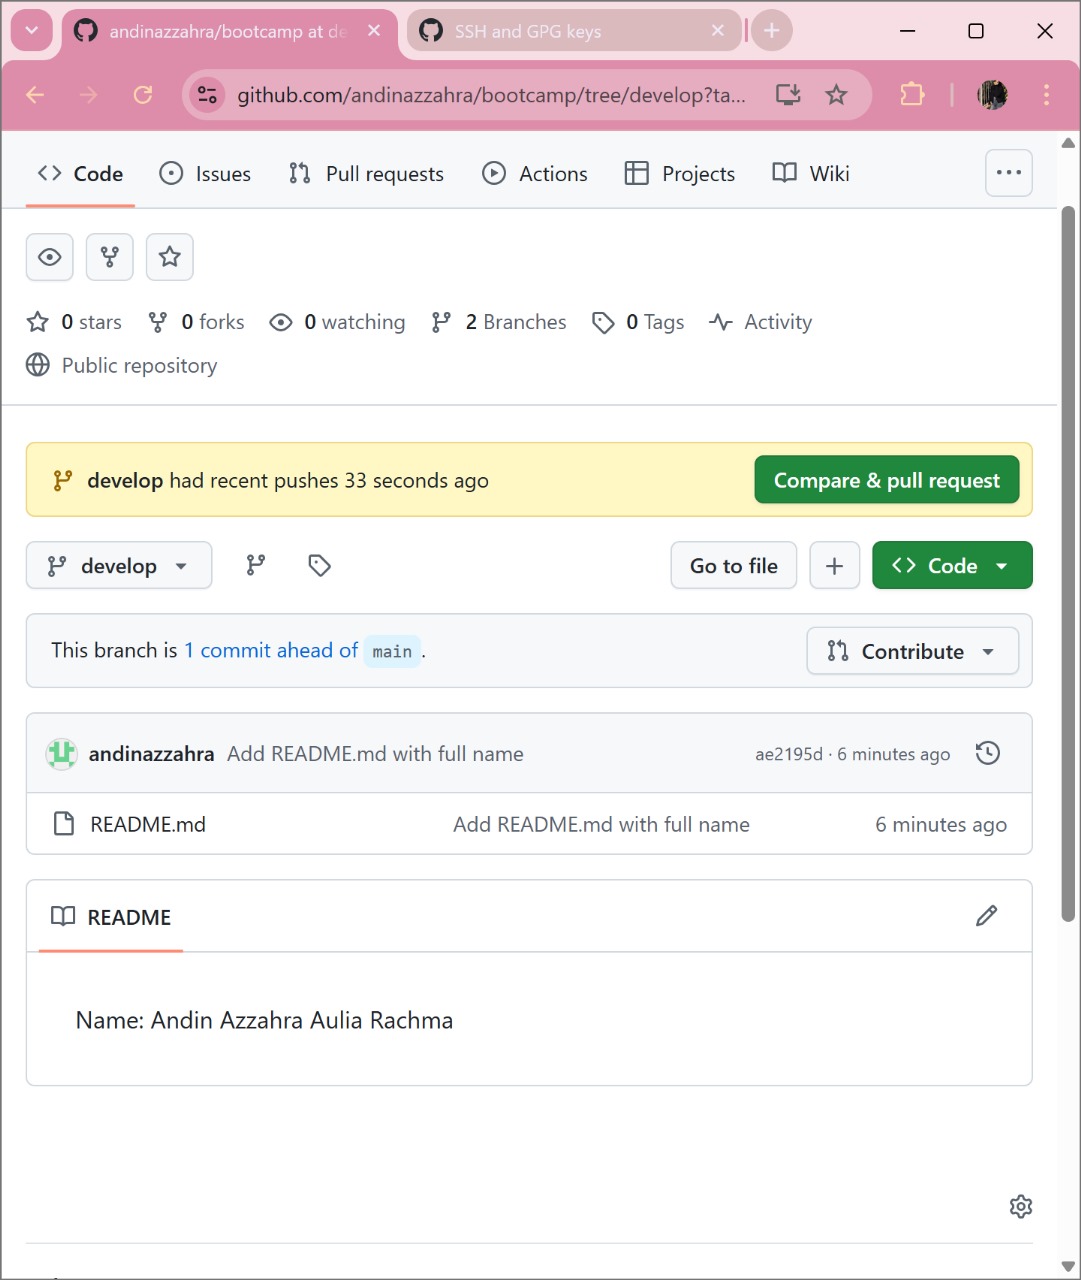 andinazzahra/bootcamp at de
SSH and GPG keys
github.com/andinazzahra/bootcamp/tree/develop?ta...
Code Issues Pull requests Actions Projects Wiki
0 stars 0 forks 0 watching 2 Branches 0 Tags Activity
Public repository
develop had recent pushes 33 seconds ago
Compare & pull request
develop
Go to file
Code
This branch is 1 commit ahead of main.
Contribute
andinazzahra Add README.md with full name ae2195d · 6 minutes ago
README.md Add README.md with full name 6 minutes ago
README
Name: Andin Azzahra Aulia Rachma